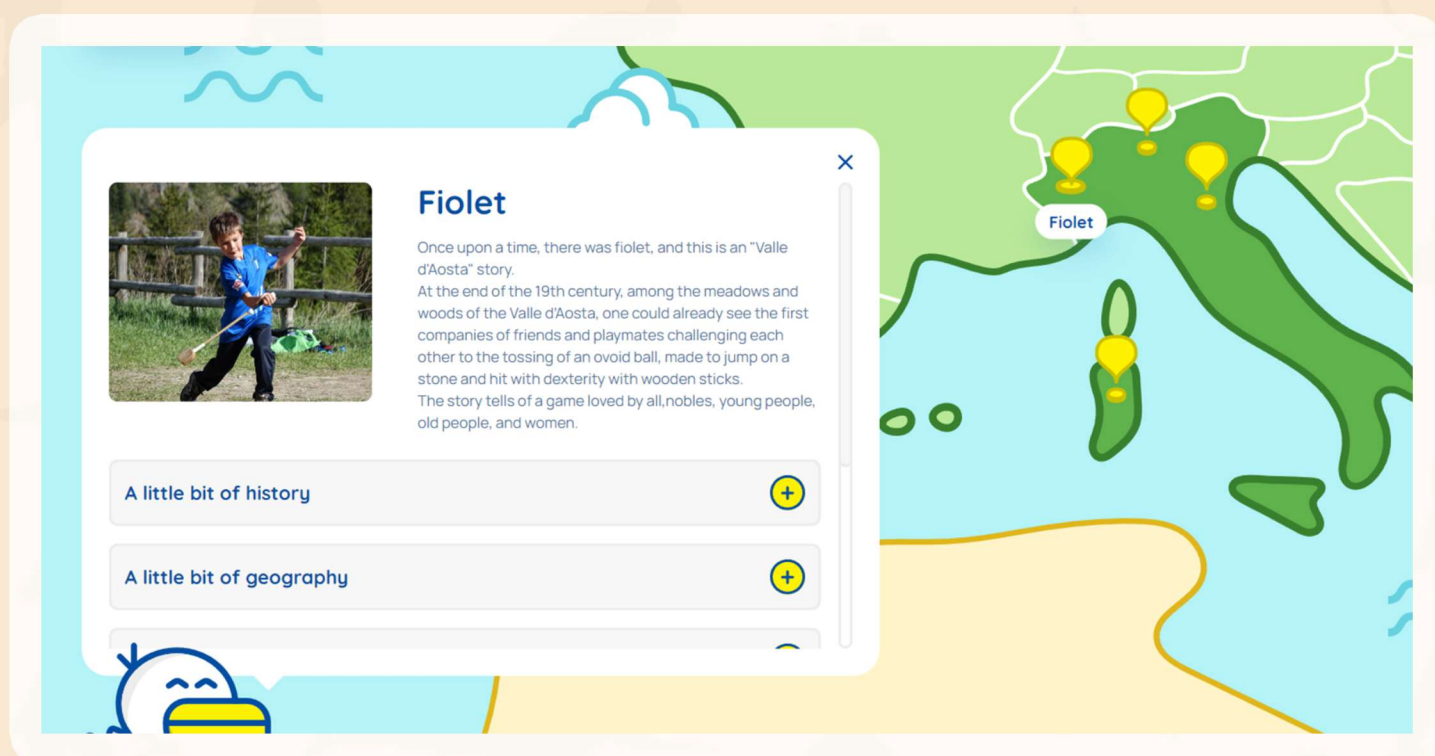 Fiolet
Once upon a time, there was fiolet, and this is an "Valle
d'Aosta" story.
At the end of the 19th century, among the meadows and
woods of the Valle d'Aosta, one could already see the first
companies of friends and playmates challenging each
other to the tossing of an ovoid ball, made to jump on a
stone and hit with dexterity with wooden sticks.
The story tells of a game loved by all,nobles, young people,
old people, and women.
A little bit of history
A little bit of geography
Fiolet